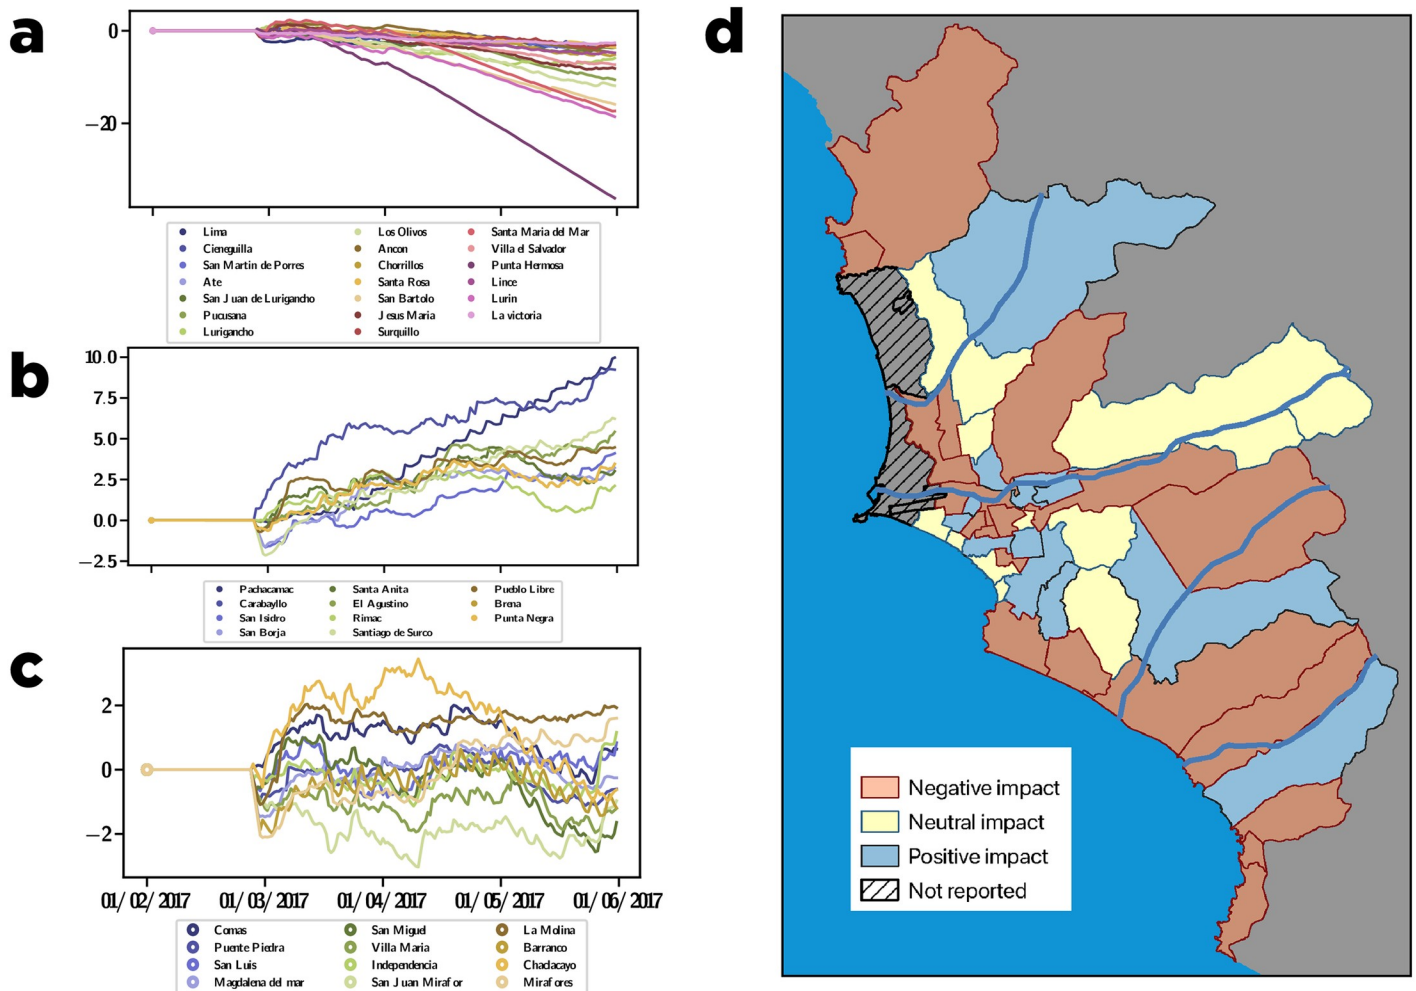 a
0
−20
Lima
Cieneguilla
San Martin de Porres
Ate
San Juan de Lurigancho
Pucusana
Lurigancho
Los Olivos
Ancon
Chorrillos
Santa Rosa
San Bartolo
Jesus Maria
Surquillo
Santa Maria del Mar
Villa el Salvador
Punta Hermosa
Lince
Lurin
La victoria
b
10.0
7.5
5.0
2.5
0.0
−2.5
Pachacamac
Carabayllo
San Isidro
San Borja
Santa Anita
El Agustino
Rimac
Santiago de Surco
Pueblo Libre
Brena
Punta Negra
c
2
0
−2
01/02/2017 01/03/2017 01/04/2017 01/05/2017 01/06/2017
Comas
Puente Piedra
San Luis
Magdalena del mar
San Miguel
Villa Maria
Independencia
San Juan Miraflor
La Molina
Barranco
Chaclacayo
Miraflores
d
Negative impact
Neutral impact
Positive impact
Not reported